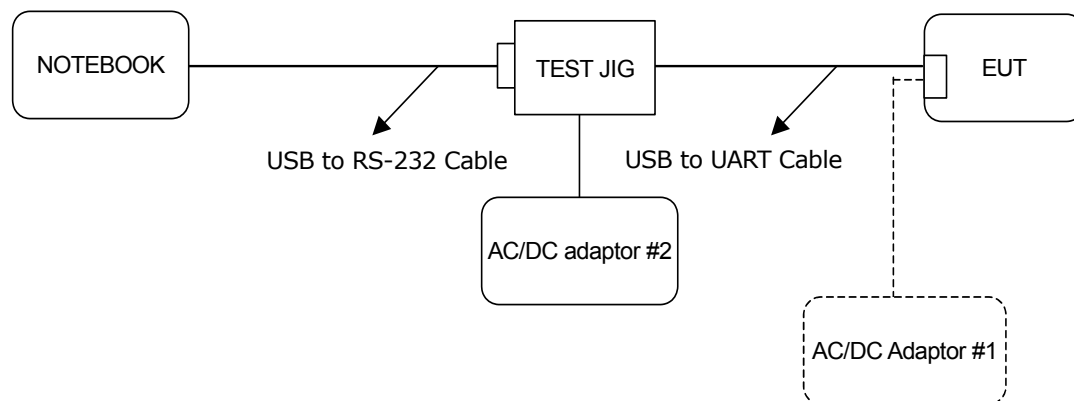 NOTEBOOK
TEST JIG
EUT
USB to RS-232 Cable
USB to UART Cable
AC/DC adaptor #2
AC/DC Adaptor #1